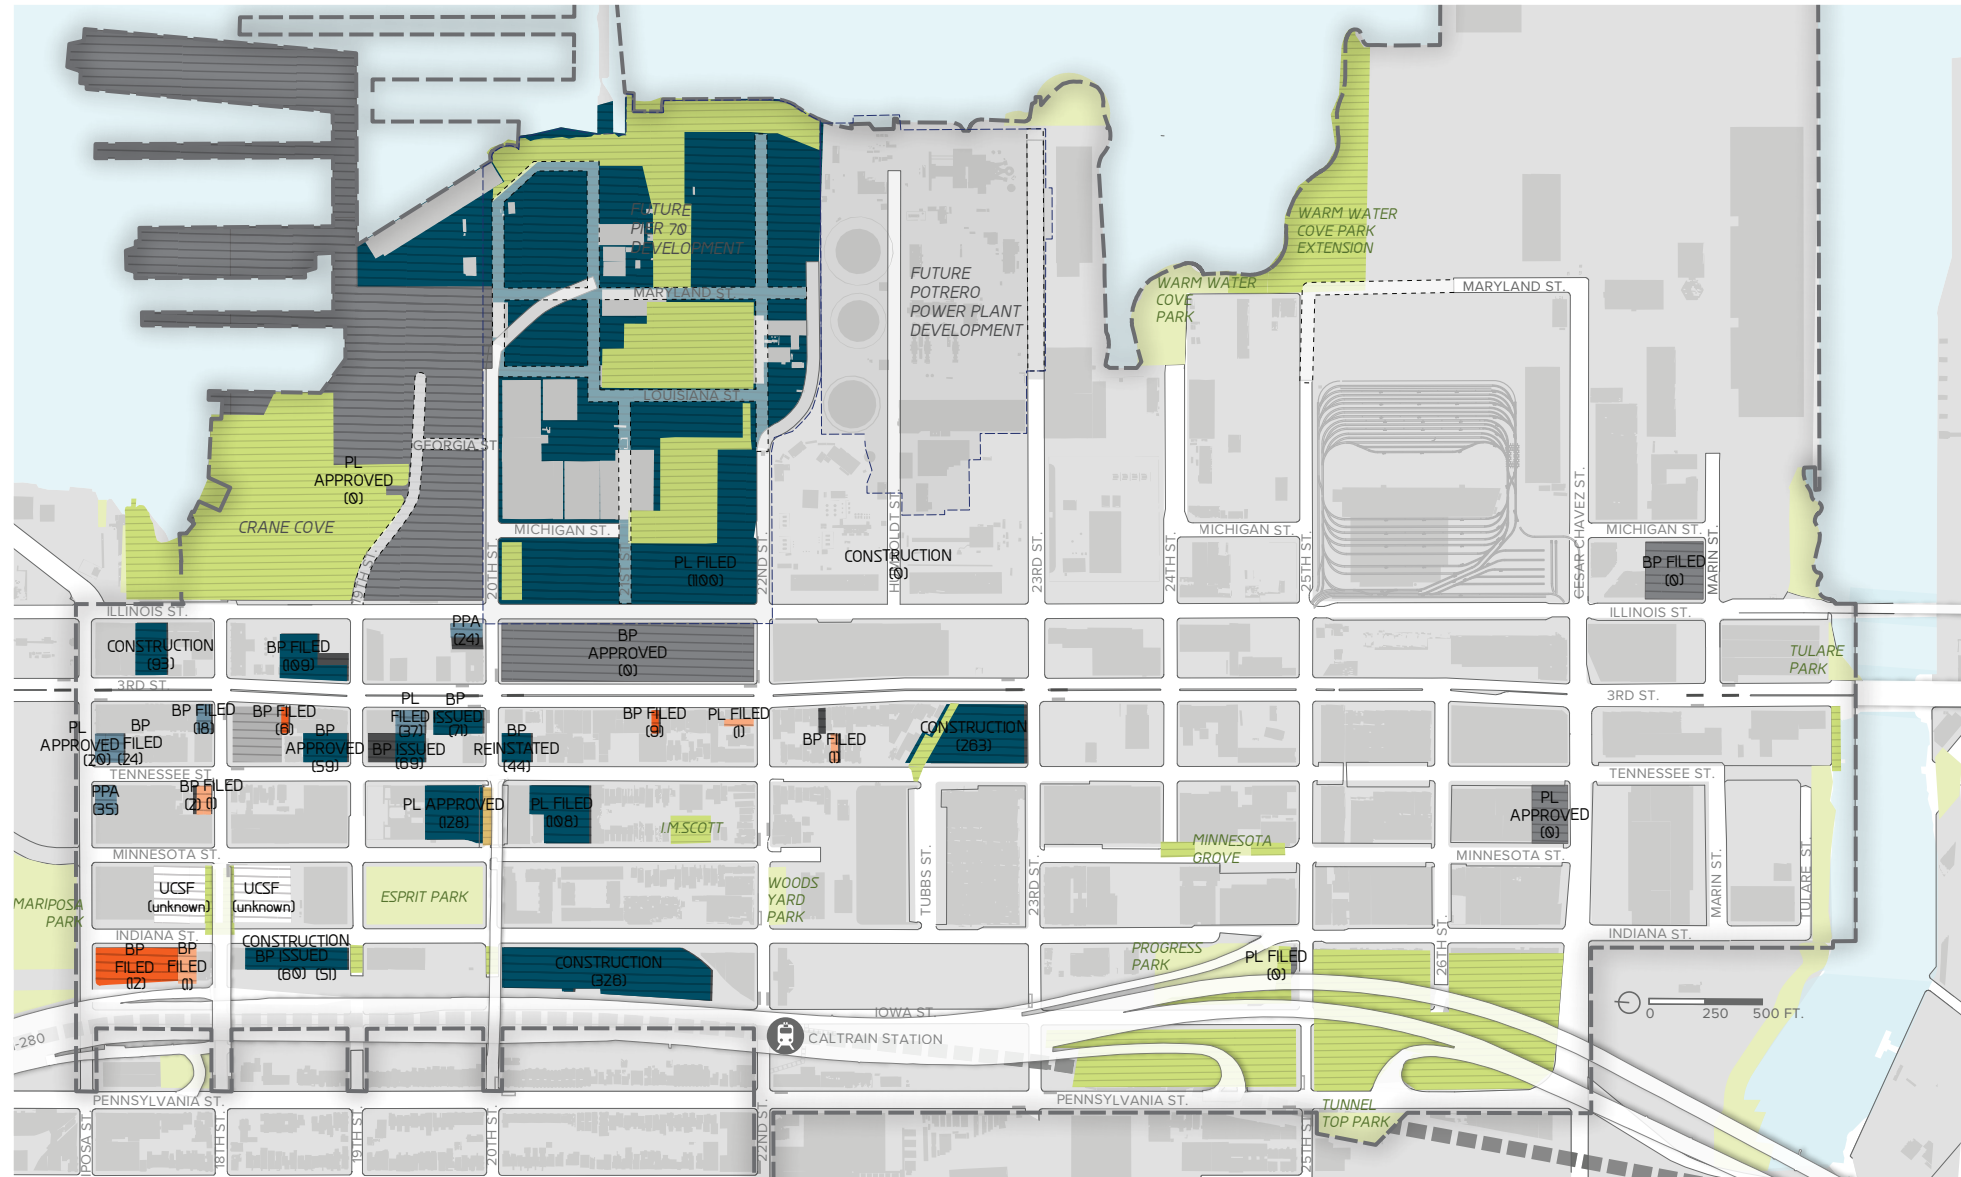 FUTURE
PIER 70
DEVELOPMENT
WARM WATER
COVE PARK
EXTENSION
FUTURE
POTRERO
POWER PLANT
DEVELOPMENT
WARM WATER
COVE
PARK
MARYLAND ST.
MARYLAND ST.
LOUISIANA ST.
GEORGIA ST.
PL
APPROVED
(0)
CRANE COVE
MICHIGAN ST.
MICHIGAN ST.
MICHIGAN ST.
19TH ST.
20TH ST.
21ST ST.
22ND ST.
HUMBOLDT ST.
23RD ST.
24TH ST.
25TH ST.
CESAR CHAVEZ ST.
MARIN ST.
PL FILED
(1100)
CONSTRUCTION
(0)
BP FILED
(0)
ILLINOIS ST.
ILLINOIS ST.
CONSTRUCTION
(93)
BP FILED
(109)
PPA
(24)
BP
APPROVED
(0)
TULARE
PARK
3RD ST.
3RD ST.
PL
APPROVED
(20)
BP
FILED
(24)
BP FILED
(18)
BP FILED
(6)
BP
APPROVED
(59)
PL
FILED
(37)
BP
ISSUED
(71)
BP ISSUED
(69)
BP
REINSTATED
(44)
BP FILED
(9)
PL FILED
(1)
BP FILED
(1)
CONSTRUCTION
(263)
TENNESSEE ST.
TENNESSEE ST.
PPA
(35)
BP FILED
(2) (1)
PL APPROVED
(128)
PL FILED
(108)
I.M.SCOTT
MINNESOTA
GROVE
PL
APPROVED
(0)
MINNESOTA ST.
MINNESOTA ST.
UCSF
(unknown)
UCSF
(unknown)
MARIPOSA
PARK
ESPRIT PARK
WOODS
YARD
PARK
TUBBS ST.
23RD ST.
MARIN ST.
TULARE ST.
INDIANA ST.
INDIANA ST.
BP
FILED
(12)
BP
FILED
(1)
CONSTRUCTION
BP ISSUED
(60) (51)
CONSTRUCTION
(326)
PROGRESS
PARK
PL FILED
(0)
26TH ST.
IOWA ST.
CALTRAIN STATION
-280
0 250 500 FT.
PENNSYLVANIA ST.
PENNSYLVANIA ST.
TUNNEL
TOP PARK
18TH ST.
19TH ST.
20TH ST.
22ND ST.
25TH ST.